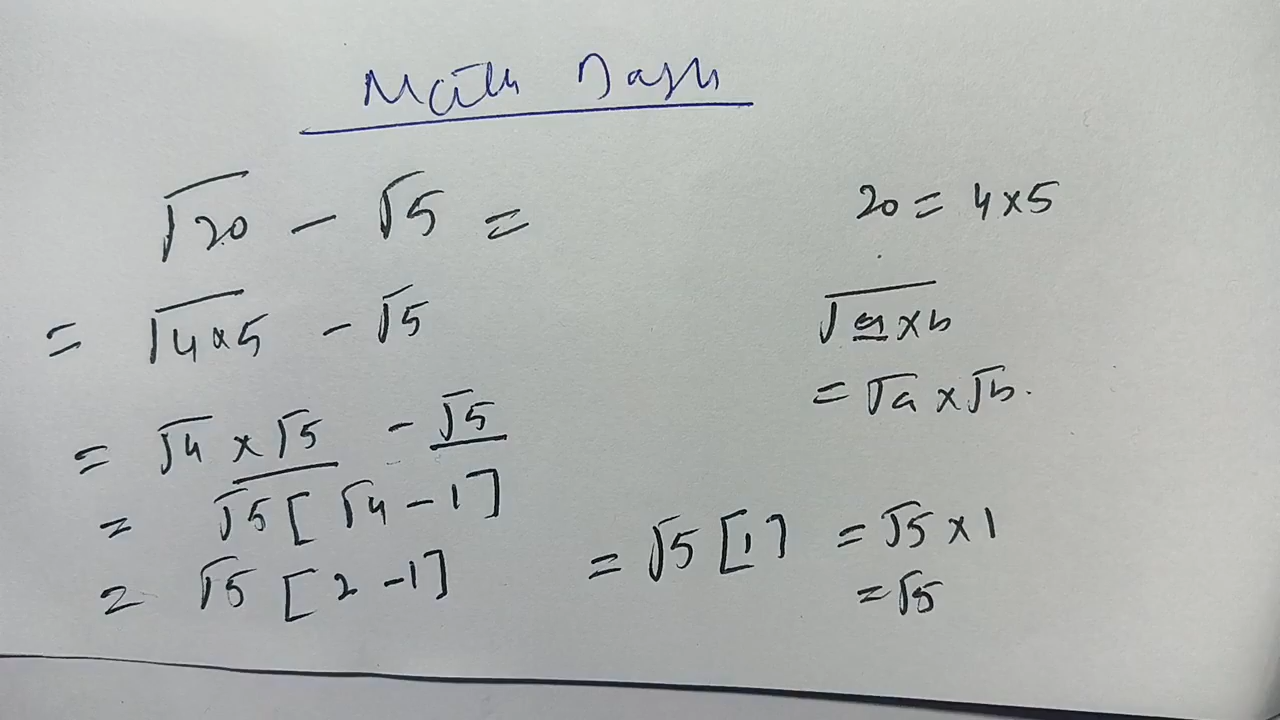 Math Dash
√20 - √5 =
= √4×5 - √5
= √4 × √5 - √5
= √5 [ √4 - 1 ]
= √5 [ 2 - 1 ]
20 = 4×5
√a×b
= √a × √b.
= √5 [1] = √5 × 1
= √5